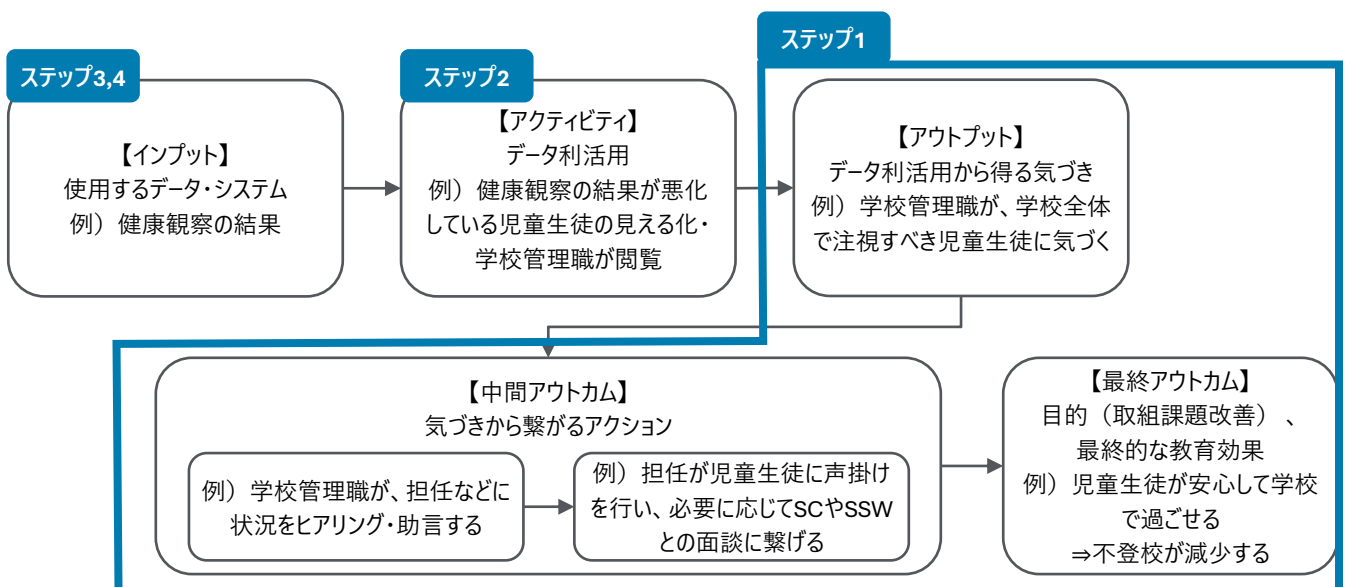 ステップ1
ステップ3,4
【インプット】
使用するデータ・システム
例）健康観察の結果
ステップ2
【アクティビティ】
データ利活用
例）健康観察の結果が悪化
している児童生徒の見える化・
学校管理職が閲覧
【アウトプット】
データ利活用から得る気づき
例）学校管理職が、学校全体
で注視すべき児童生徒に気づく
【中間アウトカム】
気づきから繋がるアクション
例）学校管理職が、担任などに
状況をヒアリング・助言する
例）担任が児童生徒に声掛け
を行い、必要に応じてSCやSSW
との面談に繋げる
【最終アウトカム】
目的（取組課題改善）、
最終的な教育効果
例）児童生徒が安心して学校
で過ごせる
⇒不登校が減少する